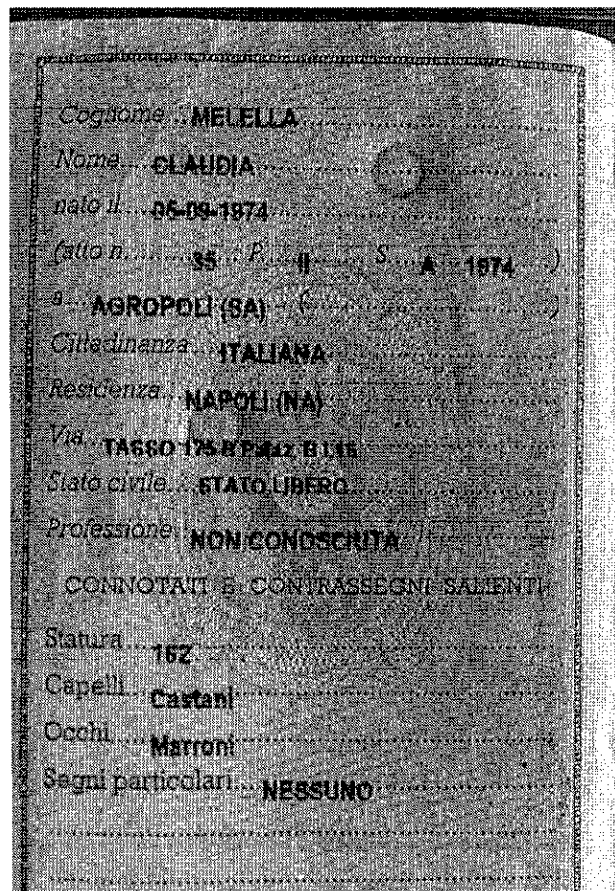 Cognome MELELLA
Nome CLAUDIA
nato il 06-09-1974
(atto n. 35 P. II S. A 1974 )
a AGROPOLI (SA) ( )
Cittadinanza ITALIANA
Residenza NAPOLI (NA)
Via TASSO 175-B
Stato civile STATO LIBERO
Professione NON CONOSCIUTA
CONNOTATI E CONTRASSEGNI SALIENTI
Statura 162
Capelli Castani
Occhi Marroni
Segni particolari NESSUNO